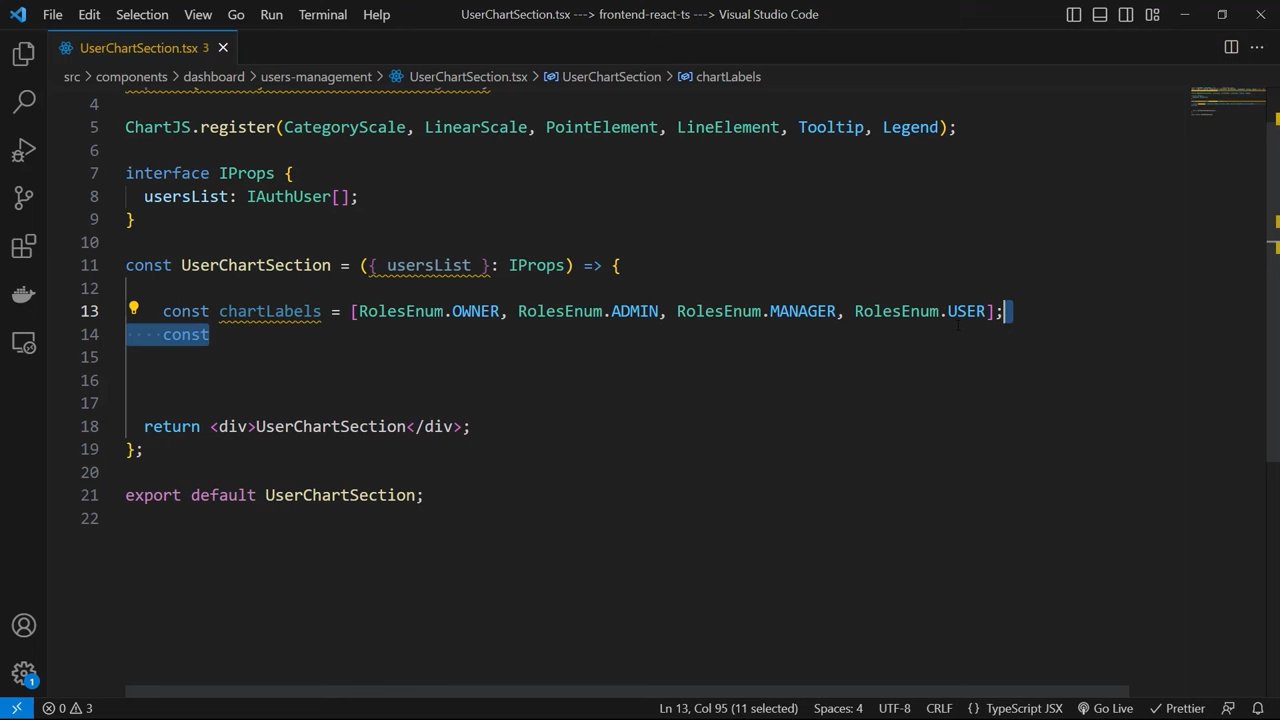 File Edit Selection View Go Run Terminal Help UserChartSection.tsx ---> frontend-react-ts ---> Visual Studio Code
UserChartSection.tsx 3
src > components > dashboard > users-management > UserChartSection.tsx > UserChartSection > chartLabels
4
5 ChartJS.register(CategoryScale, LinearScale, PointElement, LineElement, Tooltip, Legend);
6
7 interface IProps {
8 usersList: IAuthUser[];
9 }
10
11 const UserChartSection = ({ usersList }: IProps) => {
12
13 const chartLabels = [RolesEnum.OWNER, RolesEnum.ADMIN, RolesEnum.MANAGER, RolesEnum.USER];
14 ····const
15
16
17
18 return <div>UserChartSection</div>;
19 };
20
21 export default UserChartSection;
22
1
0 3 Ln 13, Col 95 (11 selected) Spaces: 4 UTF-8 CRLF { } TypeScript JSX Go Live Prettier